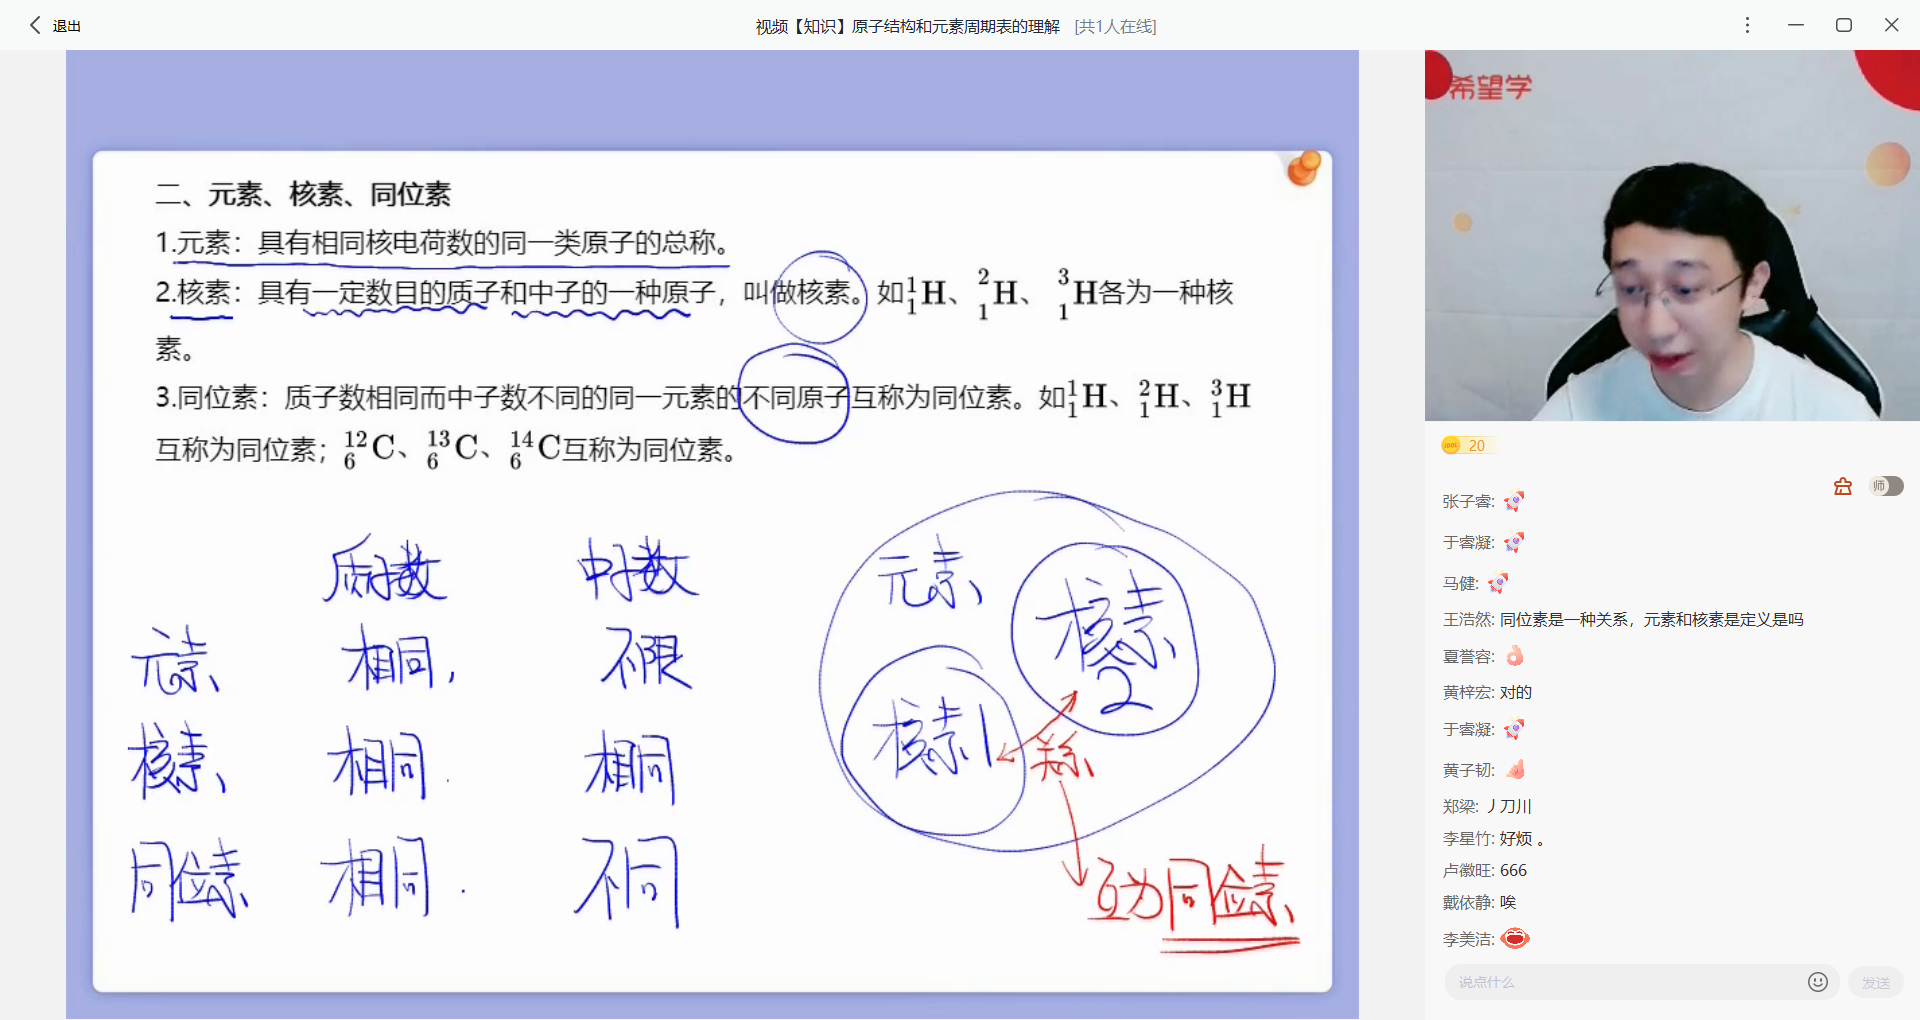 退出
视频【知识】原子结构和元素周期表的理解 [共1人在线]
二、元素、核素、同位素
1.元素：具有相同核电荷数的同一类原子的总称。
2.核素：具有一定数目的质子和中子的一种原子，叫做核素。如¹₁H、²₁H、³₁H各为一种核
素。
3.同位素：质子数相同而中子数不同的同一元素的不同原子互称为同位素。如¹₁H、²₁H、³₁H
互称为同位素；¹²₆C、¹³₆C、¹⁴₆C互称为同位素。
质子数 中子数
元素 相同， 不限
核素 相同. 相同
同位素 相同. 不同
元素
核素2
核素1
关系
互为同位素
希望学
20
师
张子睿:
于睿凝:
马健:
王浩然: 同位素是一种关系，元素和核素是定义是吗
夏誉容:
黄梓宏: 对的
于睿凝:
黄子韧:
郑梁: 丿刀川
李星竹: 好烦 。
卢徽旺: 666
戴依静: 唉
李美洁:
说点什么
发送